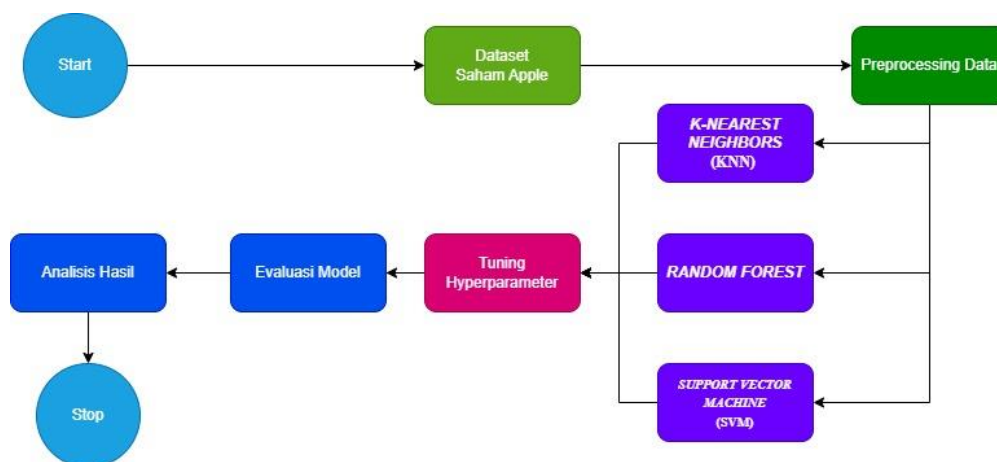 Start
Dataset
Saham Apple
Preprocessing Data
K-NEAREST
NEIGHBORS
(KNN)
RANDOM FOREST
SUPPORT VECTOR
MACHINE
(SVM)
Tuning
Hyperparameter
Evaluasi Model
Analisis Hasil
Stop